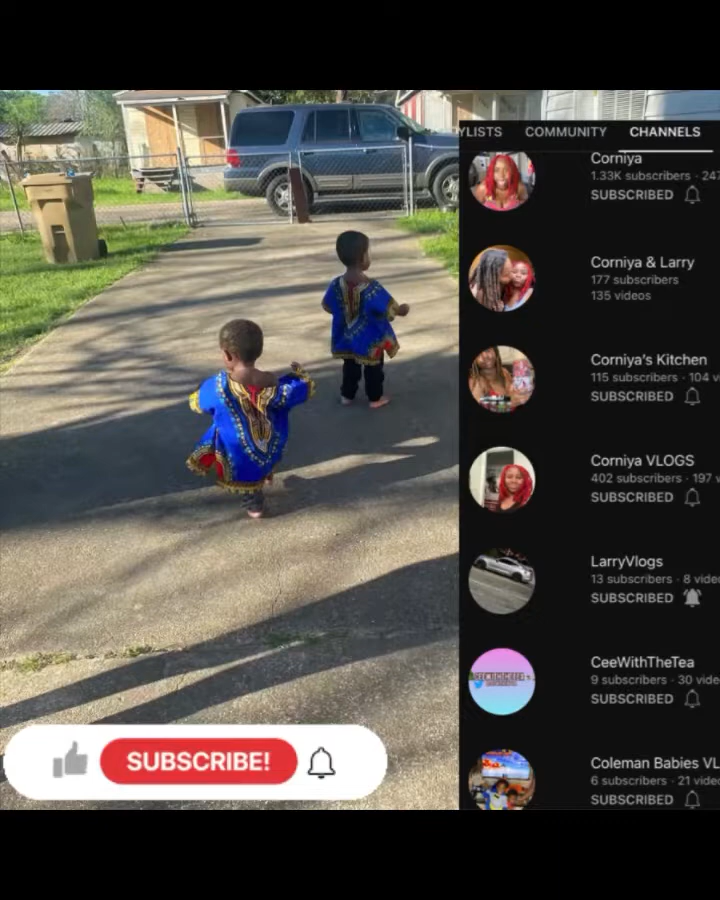 YLISTS COMMUNITY CHANNELS
Corniya
1.33K subscribers · 247
SUBSCRIBED
Corniya & Larry
177 subscribers
135 videos
Corniya's Kitchen
115 subscribers · 104 v
SUBSCRIBED
Corniya VLOGS
402 subscribers · 197 v
SUBSCRIBED
LarryVlogs
13 subscribers · 8 video
SUBSCRIBED
CeeWithTheTea
9 subscribers · 30 vide
SUBSCRIBED
Coleman Babies VL
6 subscribers · 21 video
SUBSCRIBED
SUBSCRIBE!